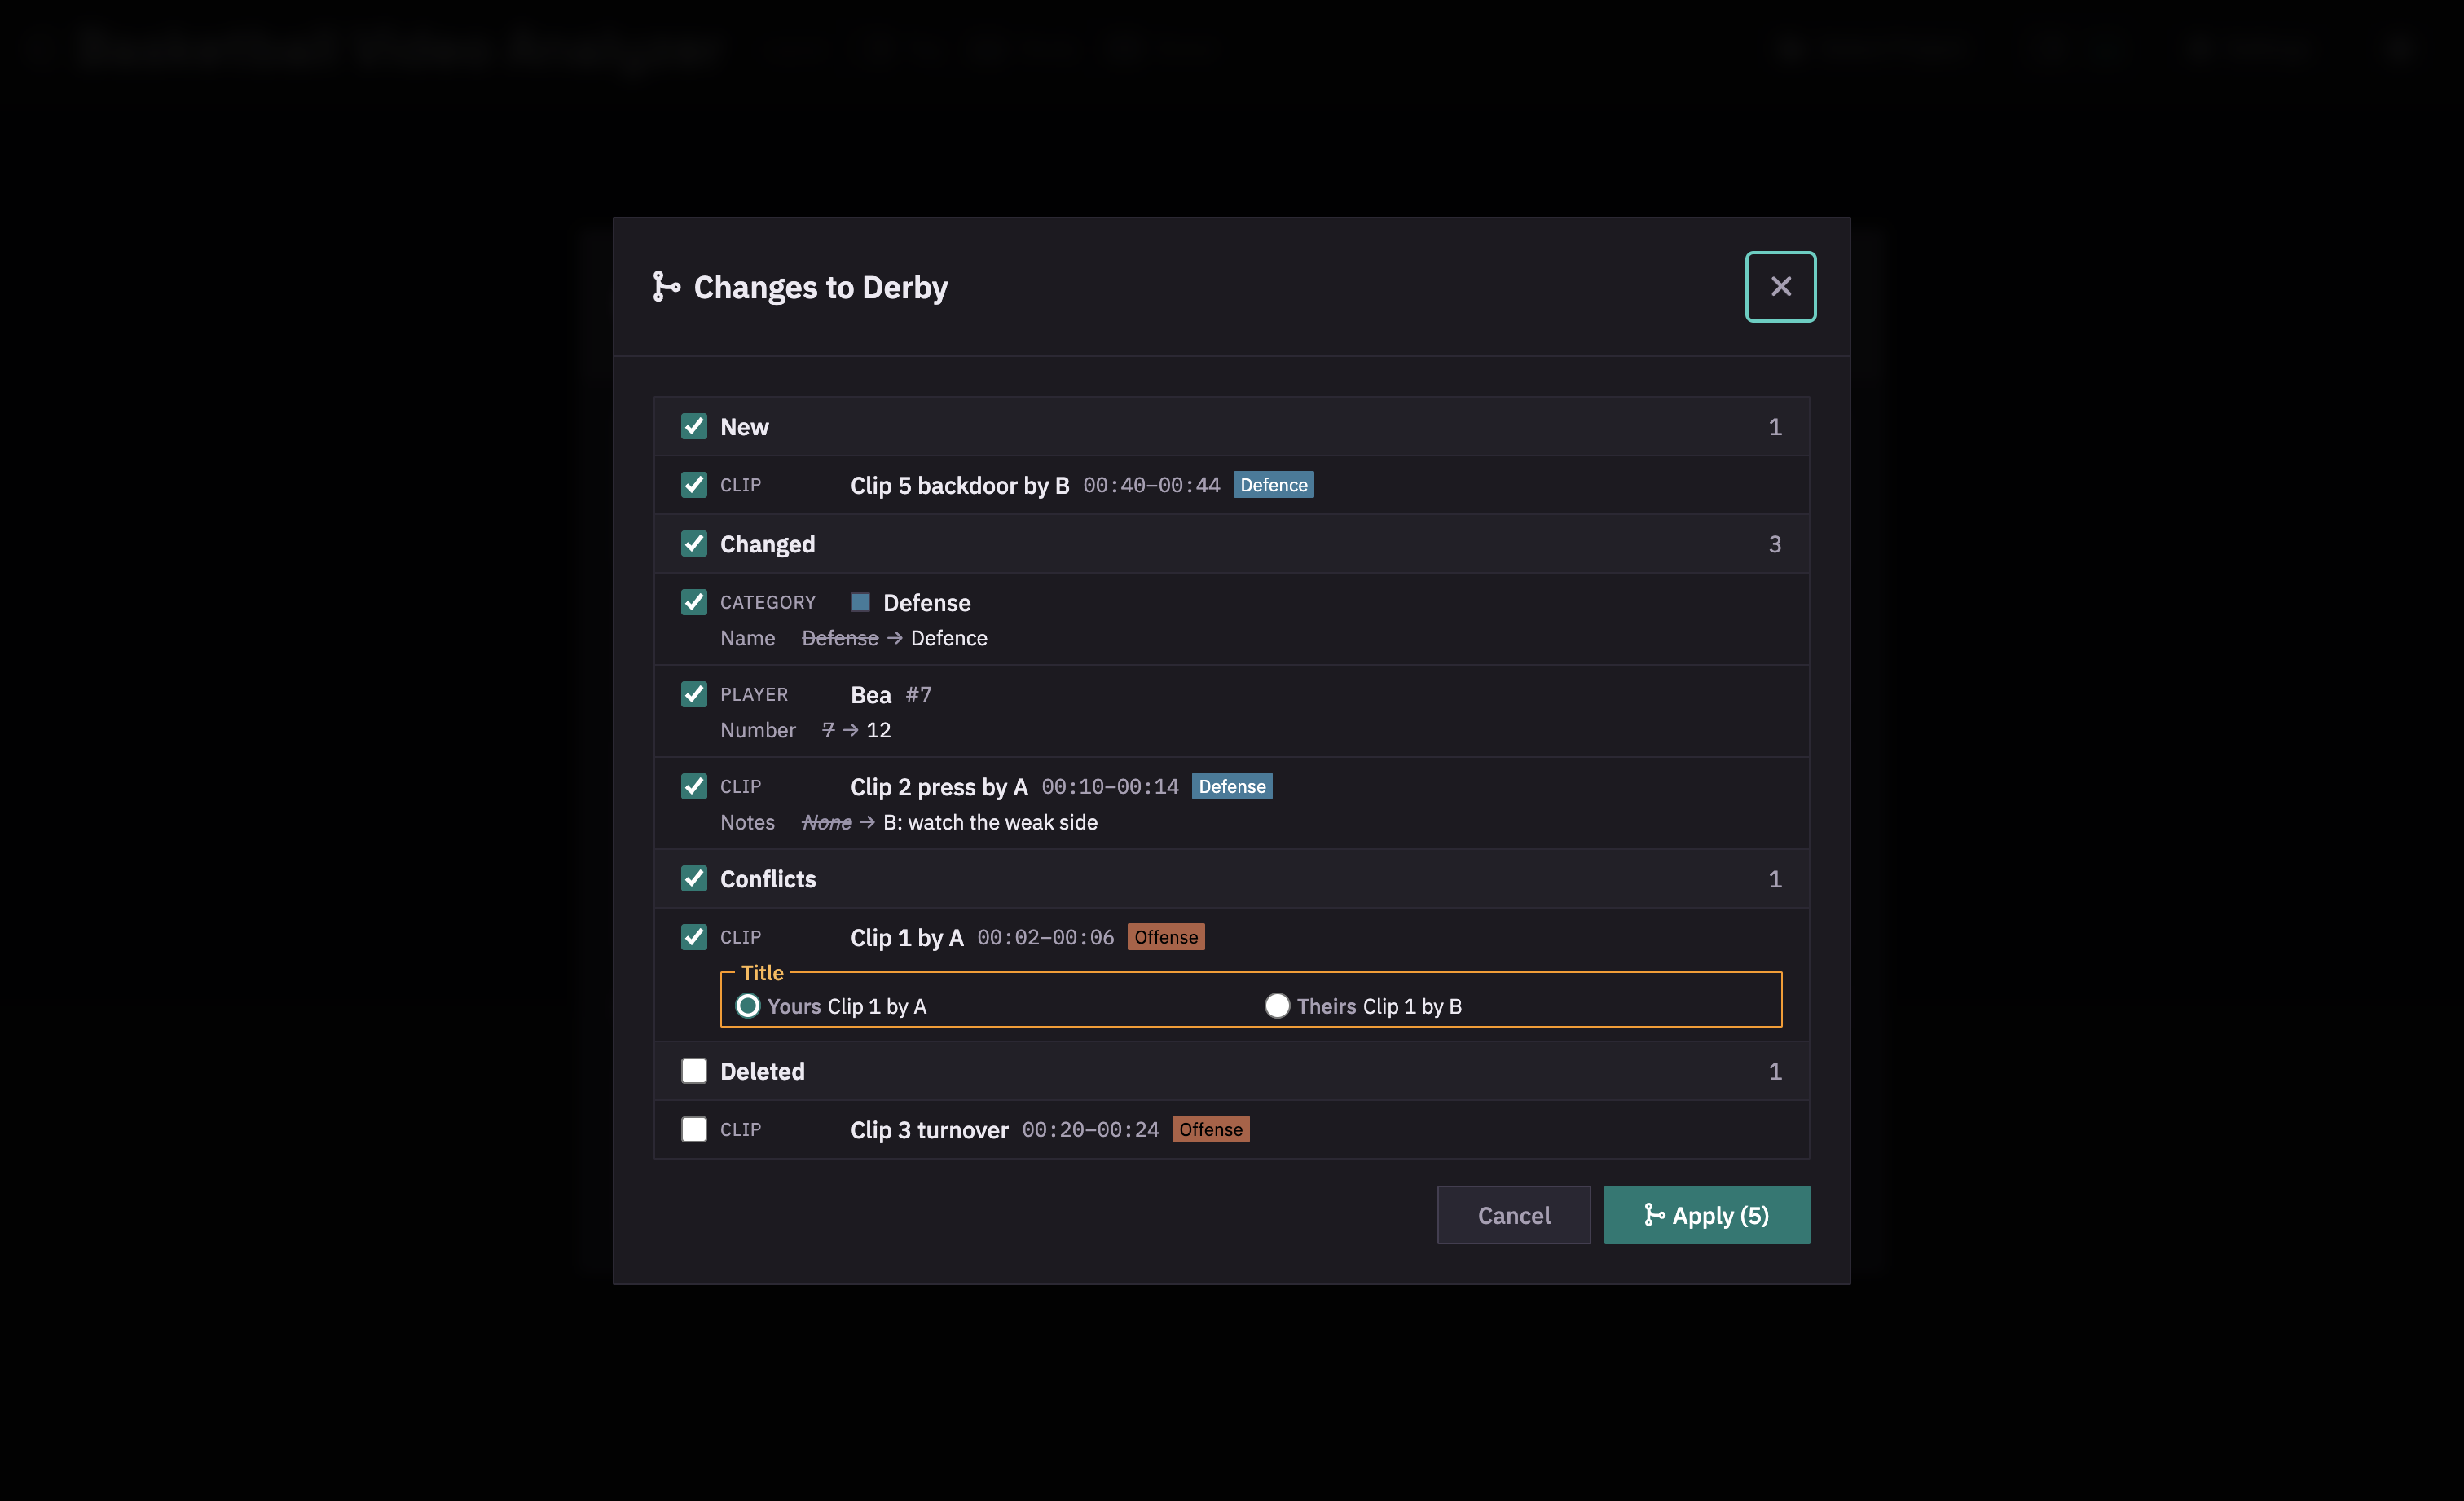 Changes to Derby
New 1
CLIP Clip 5 backdoor by B 00:40–00:44 Defence
Changed 3
CATEGORY Defense
Name Defense → Defence
PLAYER Bea #7
Number 7 → 12
CLIP Clip 2 press by A 00:10–00:14 Defense
Notes None → B: watch the weak side
Conflicts 1
CLIP Clip 1 by A 00:02–00:06 Offense
Title
Yours Clip 1 by A Theirs Clip 1 by B
Deleted 1
CLIP Clip 3 turnover 00:20–00:24 Offense
Cancel Apply (5)